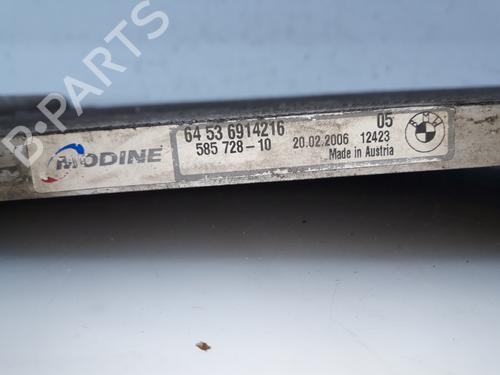 B-PARTS
MODINE
64 53 6914216 05
585 728-10 20.02.2006 12423
Made in Austria
BMW